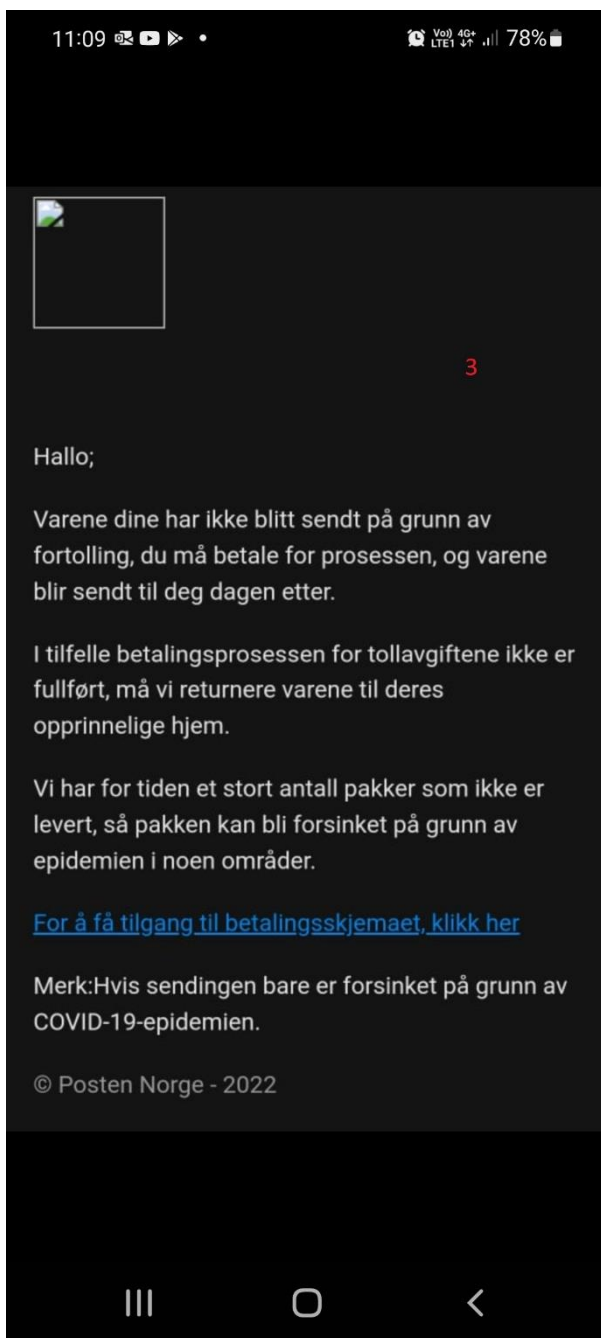 11:09
Vo)) 4G+
LTE1
78%
3
Hallo;
Varene dine har ikke blitt sendt på grunn av
fortolling, du må betale for prosessen, og varene
blir sendt til deg dagen etter.
I tilfelle betalingsprosessen for tollavgiftene ikke er
fullført, må vi returnere varene til deres
opprinnelige hjem.
Vi har for tiden et stort antall pakker som ikke er
levert, så pakken kan bli forsinket på grunn av
epidemien i noen områder.
For å få tilgang til betalingsskjemaet, klikk her
Merk:Hvis sendingen bare er forsinket på grunn av
COVID-19-epidemien.
© Posten Norge - 2022